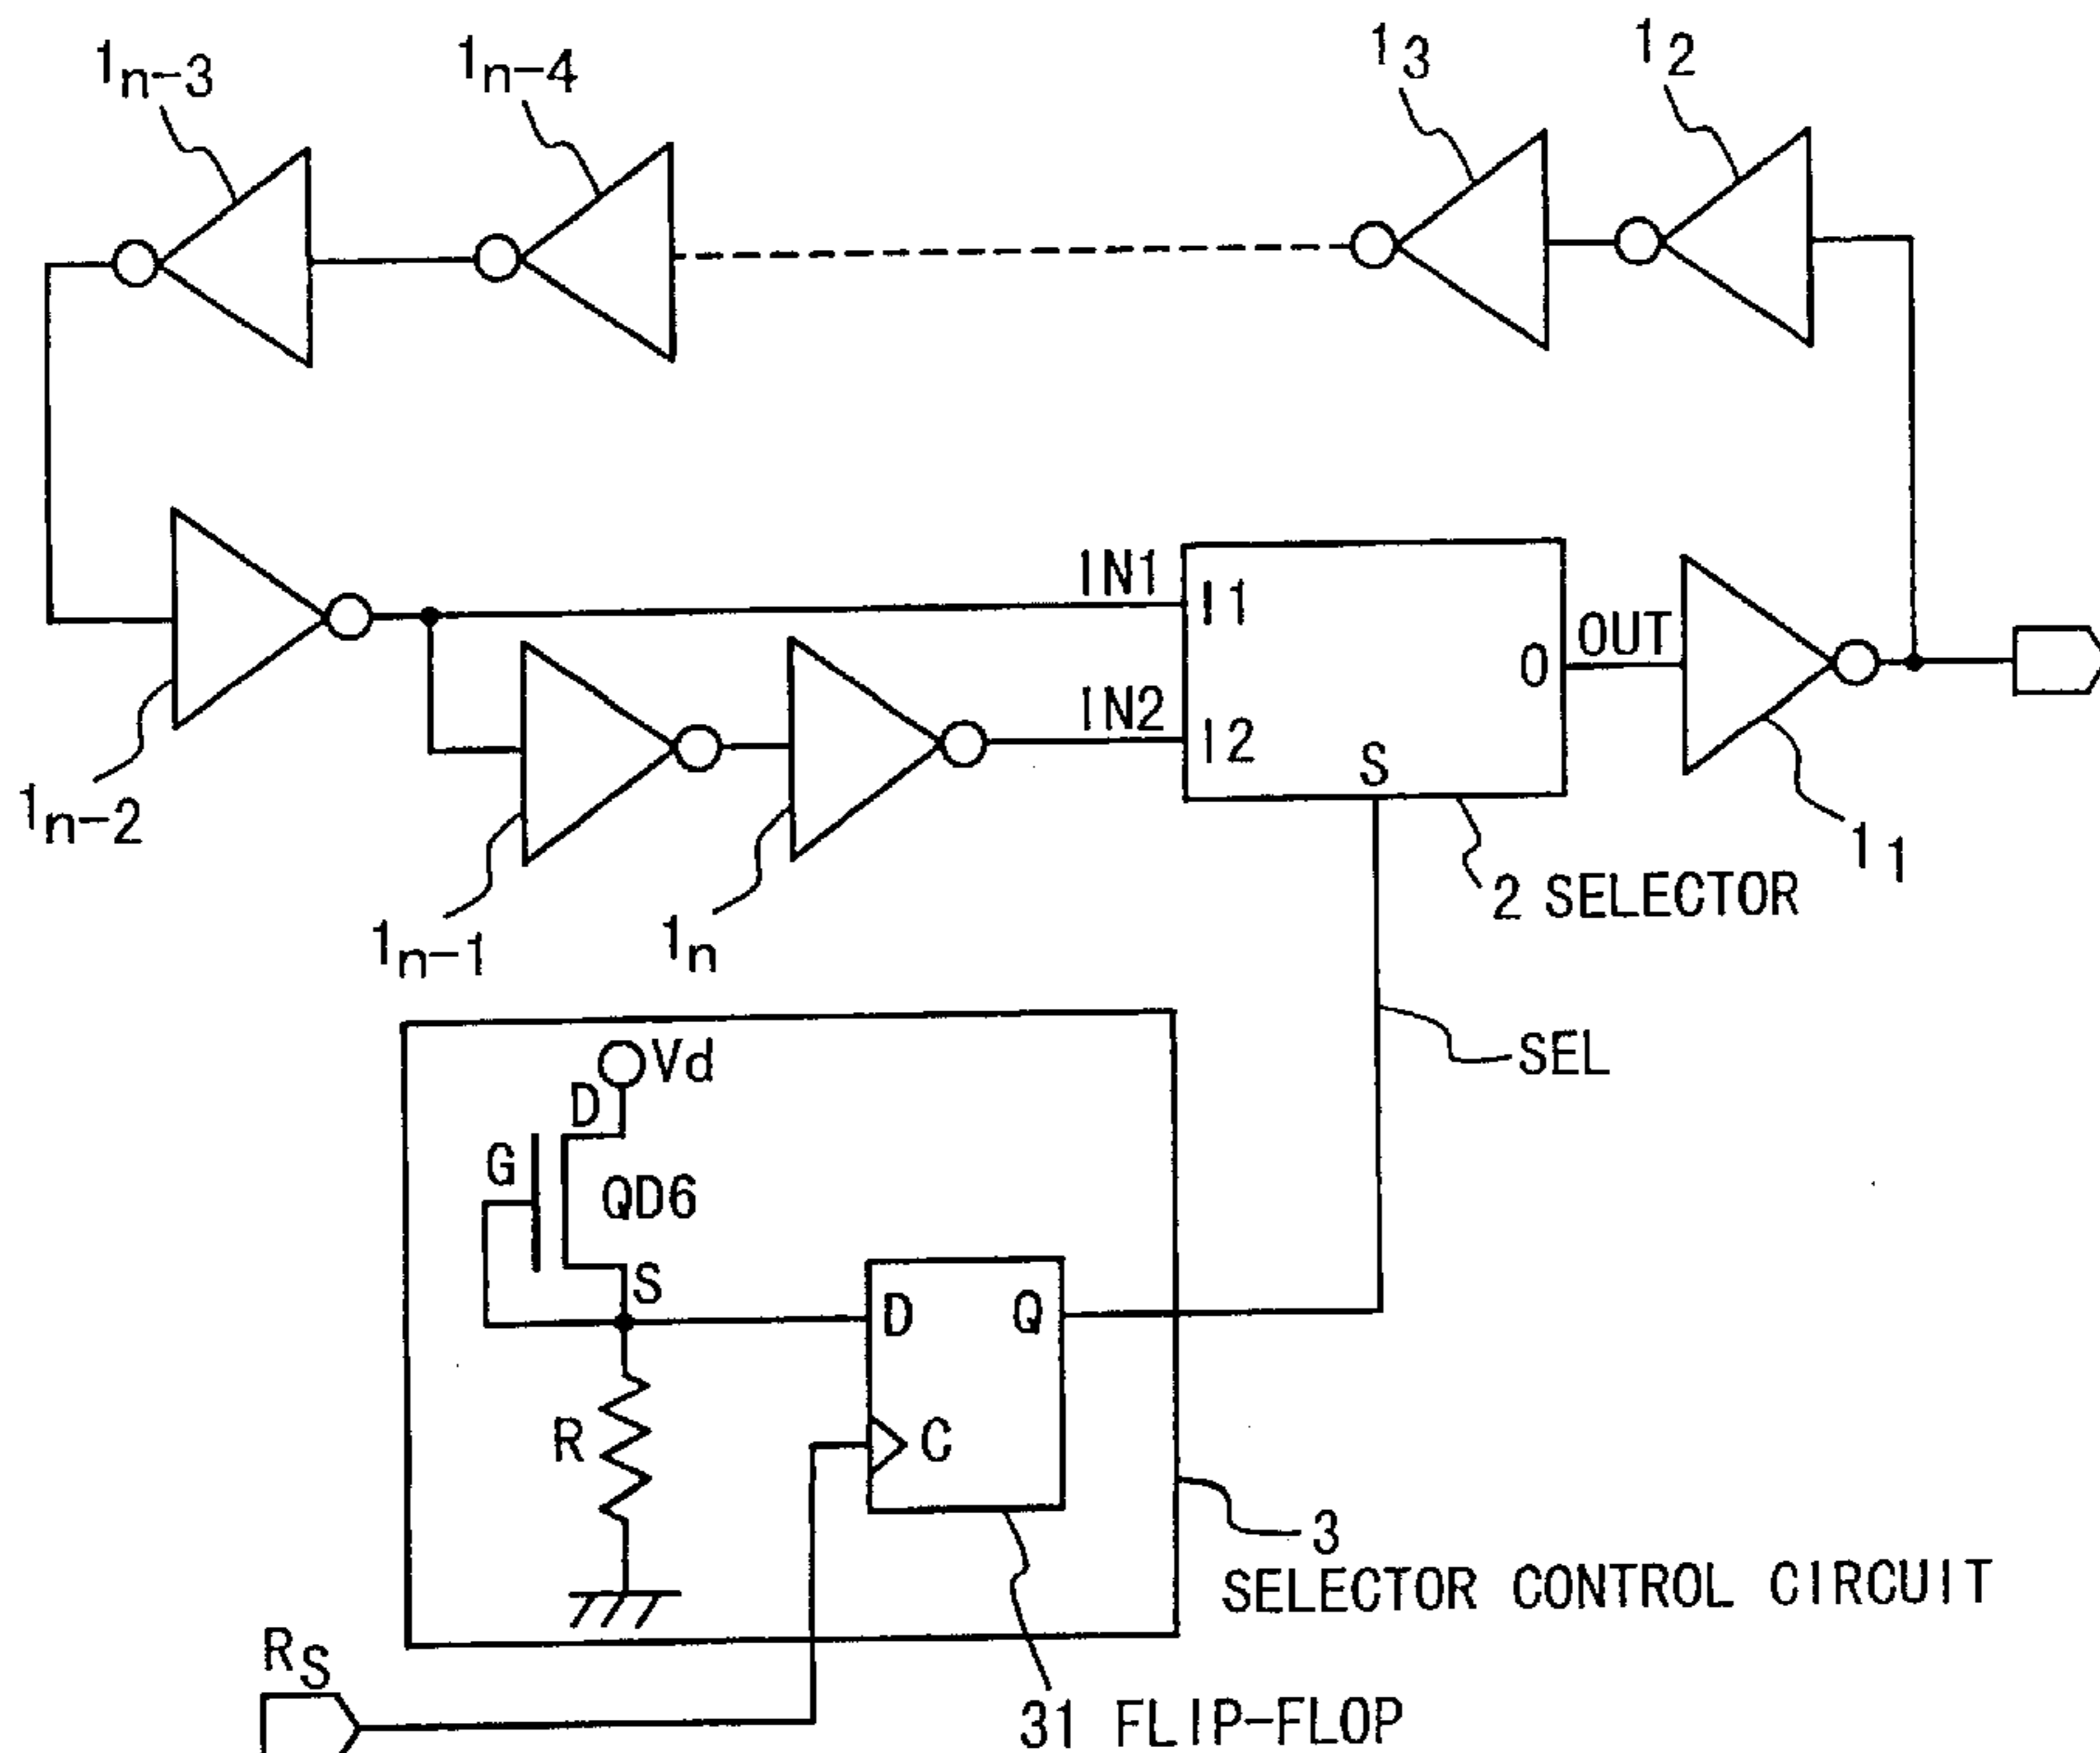 1n-3
1n-4
13
12
IN1
I1
OUT
O
IN2
I2
S
1n-2
11
2 SELECTOR
1n-1
1n
SEL
Vd
D
G
QD6
S
D
Q
R
C
3
SELECTOR CONTROL CIRCUIT
RS
31 FLIP-FLOP